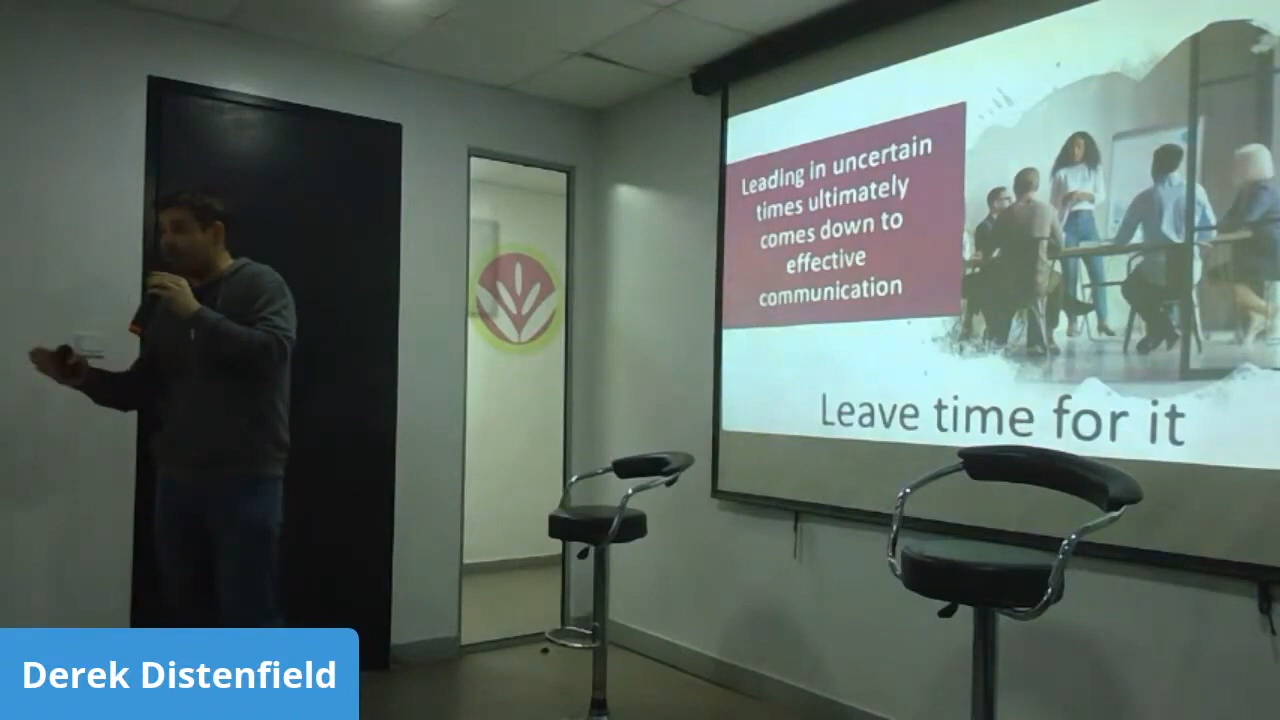 Leading in uncertain
times ultimately
comes down to
effective
communication
Leave time for it
Derek Distenfield